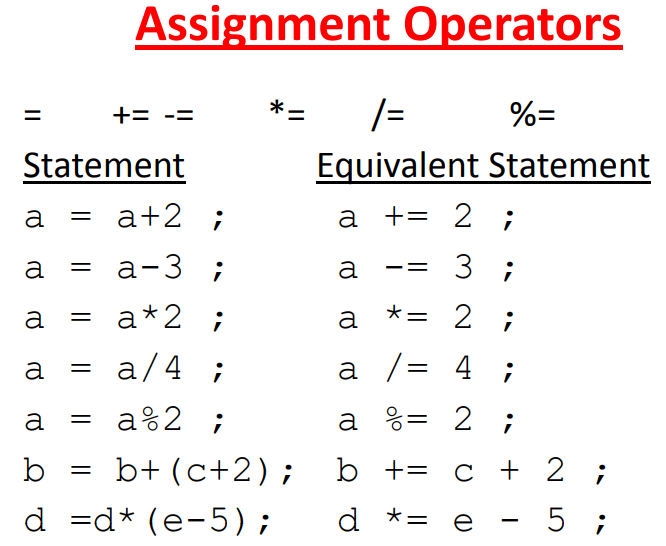 Assignment Operators
= += -= *= /= %=
Statement Equivalent Statement
a = a+2 ; a += 2 ;
a = a-3 ; a -= 3 ;
a = a*2 ; a *= 2 ;
a = a/4 ; a /= 4 ;
a = a%2 ; a %= 2 ;
b = b+(c+2); b += c + 2 ;
d =d*(e-5); d *= e - 5 ;